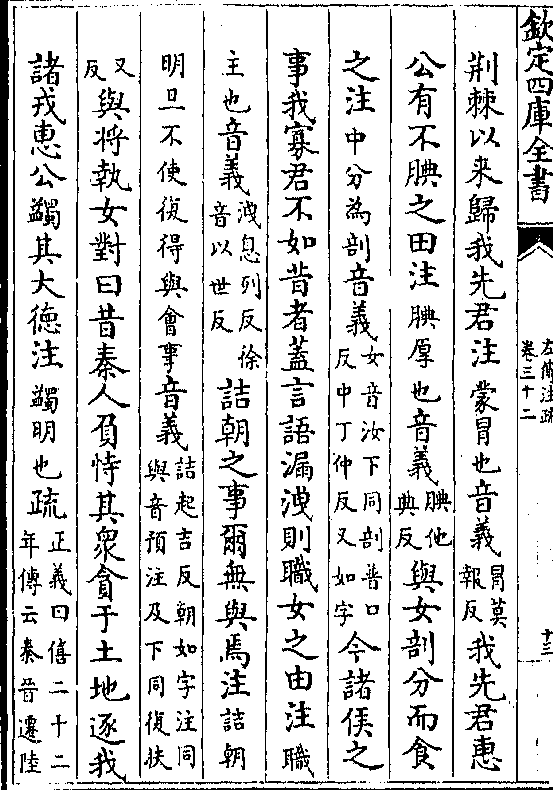 欽定四庫全書
左傳注疏
卷三十二
十三
荆棘以来歸我先君注蒙冒也音義冒莫報反我先君惠
公有不腆之田注腆厚也音義腆他典反與女剖分而食
之注中分為剖音義女音汝下同剖普口反中丁仲反又如字今諸侯之
事我寡君不如昔者蓋言語漏洩則職女之由注職
主也音義洩息列反徐音以世反詰朝之事爾無與焉注詰朝
明旦不使復得與會事音義詰起吉反朝如字注同與音預注及下同復扶
又反與將執女對曰昔秦人負恃其衆貪于土地逐我
諸戎惠公蠲其大德注蠲明也疏正義曰僖二十二年傳云秦晉遷陸